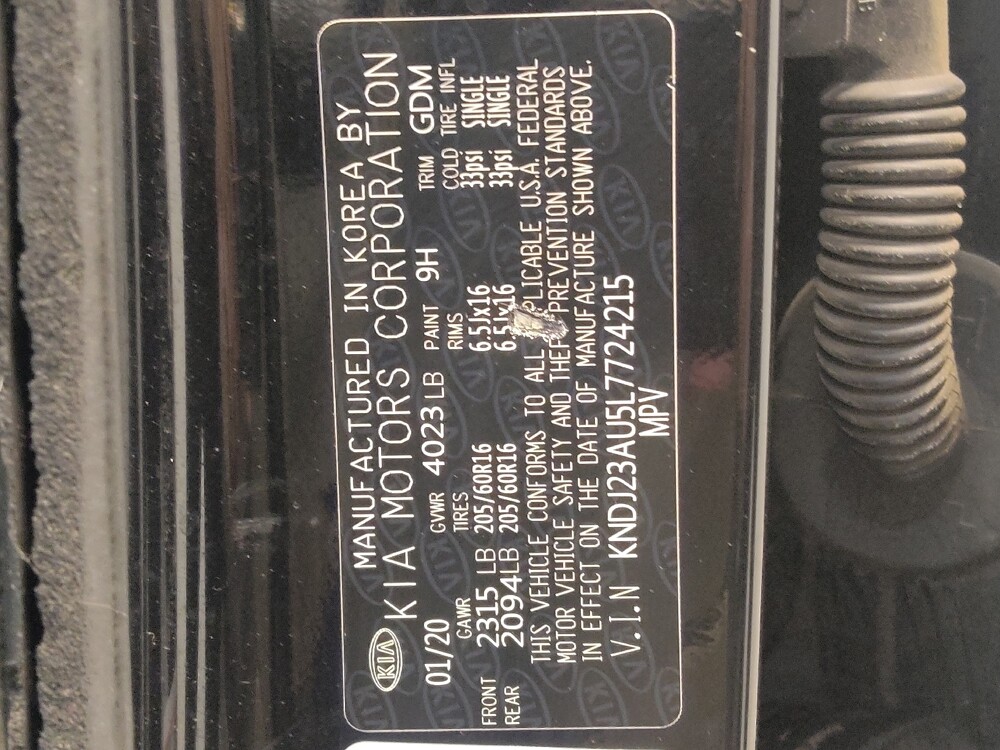 KIA MANUFACTURED IN KOREA BY
KIA MOTORS CORPORATION
01/20 GVWR 4023 LB PAINT 9H TRIM GDM
GAWR TIRES RIMS COLD TIRE INFL
FRONT 2315 LB 205/60R16 6.5Jx16 33psi SINGLE
REAR 2094LB 205/60R16 6.5Jx16 33psi SINGLE
THIS VEHICLE CONFORMS TO ALL PLICABLE U.S.A. FEDERAL
MOTOR VEHICLE SAFETY AND THEF PREVENTION STANDARDS
IN EFFECT ON THE DATE OF MANUFACTURE SHOWN ABOVE.
V.I.N KNDJ23AU5L7724215
MPV